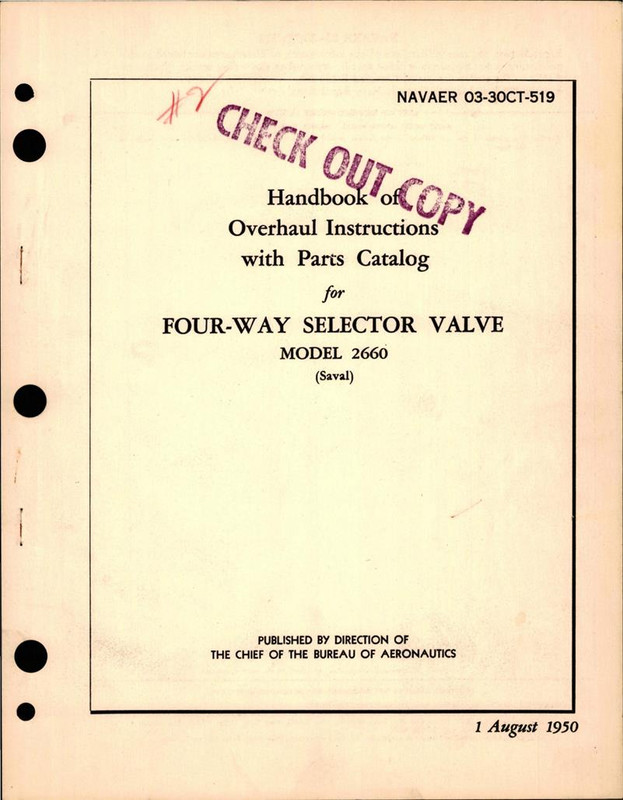 NAVAER 03-30CT-519
#2
CHECK OUT COPY
Handbook of
Overhaul Instructions
with Parts Catalog
for
FOUR-WAY SELECTOR VALVE
MODEL 2660
(Saval)
PUBLISHED BY DIRECTION OF
THE CHIEF OF THE BUREAU OF AERONAUTICS
1 August 1950